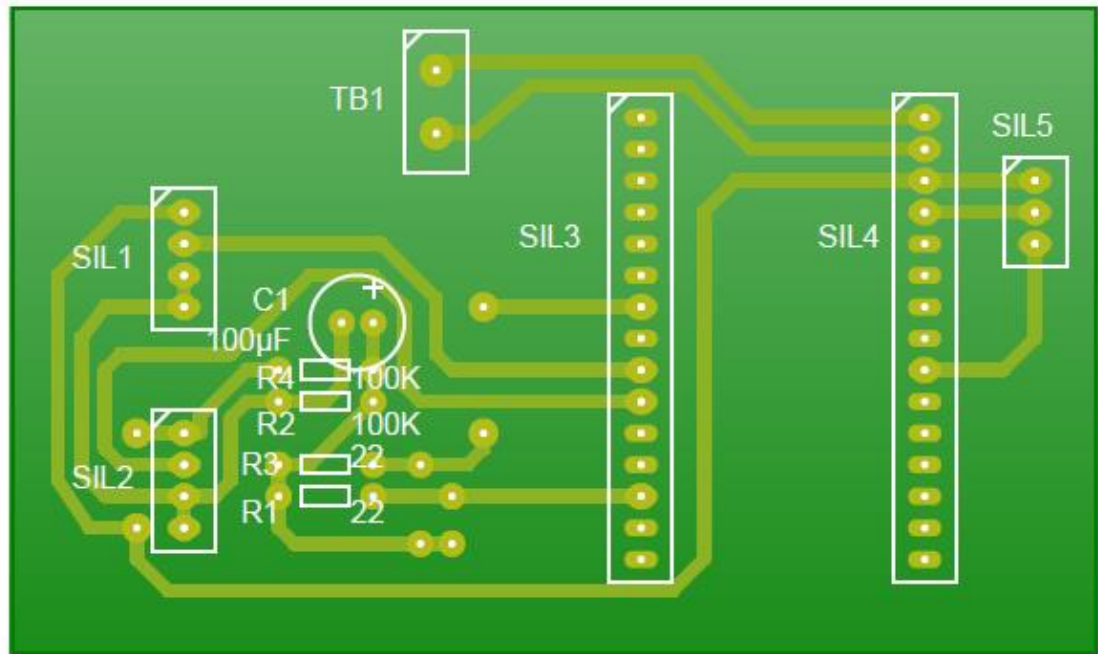 TB1
SIL5
SIL3
SIL4
SIL1
C1
+
100µF
R4 100K
R2 100K
R3 22
SIL2
R1 22